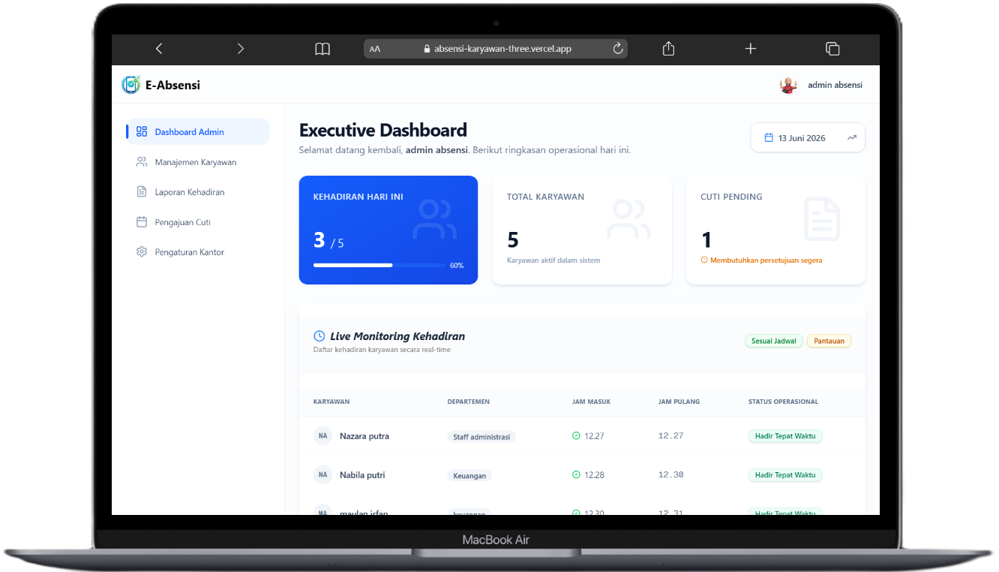 AA absensi-karyawan-three.vercel.app
E-Absensi
admin absensi
Dashboard Admin
Manajemen Karyawan
Laporan Kehadiran
Pengajuan Cuti
Pengaturan Kantor
Executive Dashboard
Selamat datang kembali, admin absensi. Berikut ringkasan operasional hari ini.
13 Juni 2026
KEHADIRAN HARI INI
3 / 5
60%
TOTAL KARYAWAN
5
Karyawan aktif dalam sistem
CUTI PENDING
1
Membutuhkan persetujuan segera
Live Monitoring Kehadiran
Daftar kehadiran karyawan secara real-time
Sesuai Jadwal
Pantauan
KARYAWAN DEPARTEMEN JAM MASUK JAM PULANG STATUS OPERASIONAL
NA Nazara putra Staff administrasi 12.27 12.27 Hadir Tepat Waktu
NA Nabila putri Keuangan 12.28 12.30 Hadir Tepat Waktu
MA maulan irfan keuangan 12.30 12.31 Hadir Tepat Waktu
MacBook Air